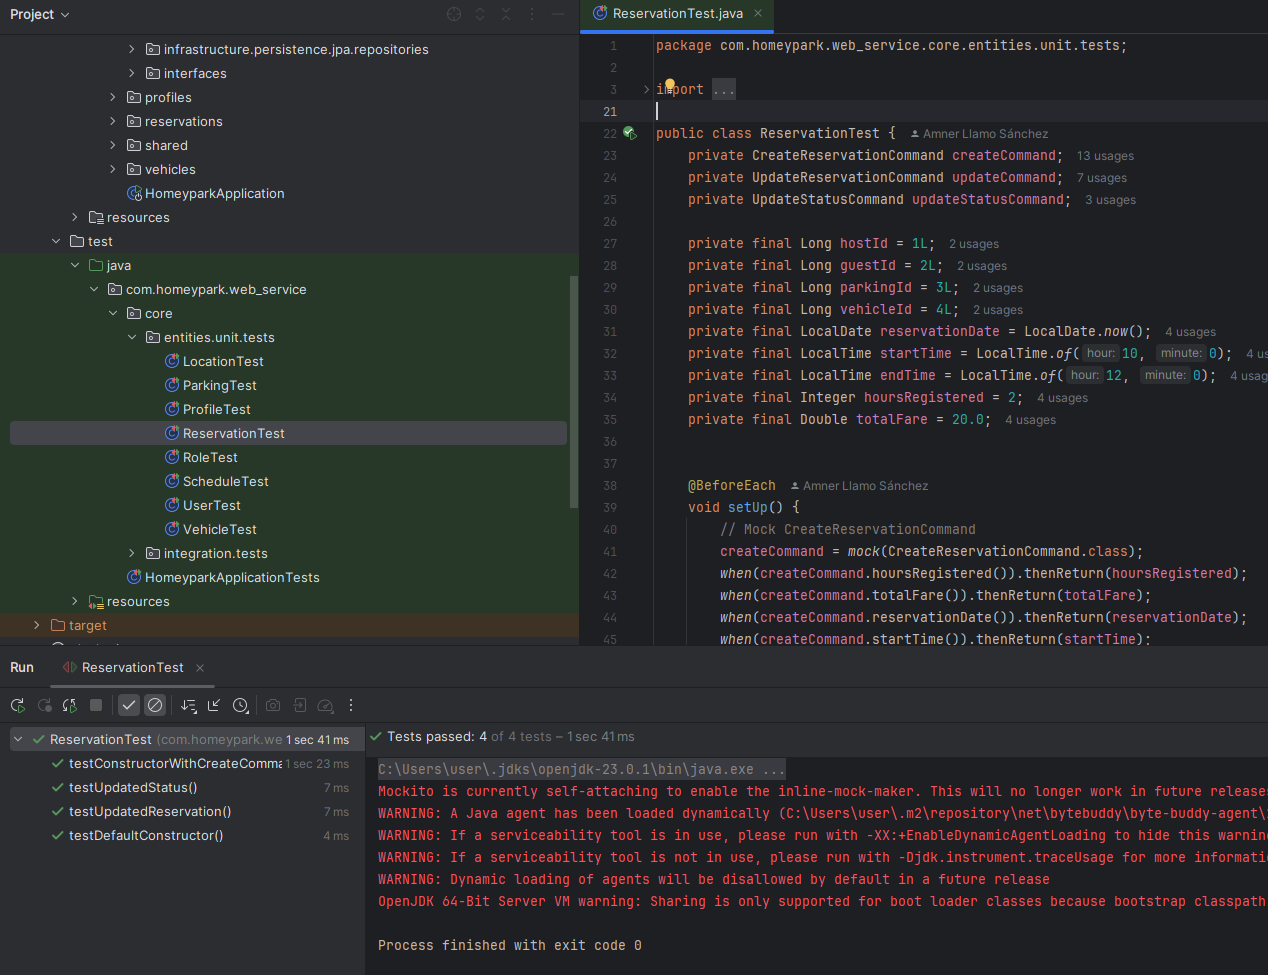 Project
infrastructure.persistence.jpa.repositories
interfaces
profiles
reservations
shared
vehicles
HomeyparkApplication
resources
test
java
com.homeypark.web_service
core
entities.unit.tests
LocationTest
ParkingTest
ProfileTest
ReservationTest
RoleTest
ScheduleTest
UserTest
VehicleTest
integration.tests
HomeyparkApplicationTests
resources
target
ReservationTest.java
1 package com.homeypark.web_service.core.entities.unit.tests;
2
3 import ...
21
22 public class ReservationTest { Amner Llamo Sánchez
23 private CreateReservationCommand createCommand; 13 usages
24 private UpdateReservationCommand updateCommand; 7 usages
25 private UpdateStatusCommand updateStatusCommand; 3 usages
26
27 private final Long hostId = 1L; 2 usages
28 private final Long guestId = 2L; 2 usages
29 private final Long parkingId = 3L; 2 usages
30 private final Long vehicleId = 4L; 2 usages
31 private final LocalDate reservationDate = LocalDate.now(); 4 usages
32 private final LocalTime startTime = LocalTime.of( hour: 10, minute: 0); 4 us
33 private final LocalTime endTime = LocalTime.of( hour: 12, minute: 0); 4 usag
34 private final Integer hoursRegistered = 2; 4 usages
35 private final Double totalFare = 20.0; 4 usages
36
37
38 @BeforeEach Amner Llamo Sánchez
39 void setUp() {
40 // Mock CreateReservationCommand
41 createCommand = mock(CreateReservationCommand.class);
42 when(createCommand.hoursRegistered()).thenReturn(hoursRegistered);
43 when(createCommand.totalFare()).thenReturn(totalFare);
44 when(createCommand.reservationDate()).thenReturn(reservationDate);
45 when(createCommand.startTime()).thenReturn(startTime);
Run ReservationTest
ReservationTest (com.homeypark.we 1 sec 41 ms
testConstructorWithCreateComma 1 sec 23 ms
testUpdatedStatus() 7 ms
testUpdatedReservation() 7 ms
testDefaultConstructor() 4 ms
Tests passed: 4 of 4 tests – 1 sec 41 ms
C:\Users\user\.jdks\openjdk-23.0.1\bin\java.exe ...
Mockito is currently self-attaching to enable the inline-mock-maker. This will no longer work in future releases
WARNING: A Java agent has been loaded dynamically (C:\Users\user\.m2\repository\net\bytebuddy\byte-buddy-agent\
WARNING: If a serviceability tool is in use, please run with -XX:+EnableDynamicAgentLoading to hide this warnin
WARNING: If a serviceability tool is not in use, please run with -Djdk.instrument.traceUsage for more informati
WARNING: Dynamic loading of agents will be disallowed by default in a future release
OpenJDK 64-Bit Server VM warning: Sharing is only supported for boot loader classes because bootstrap classpath
Process finished with exit code 0